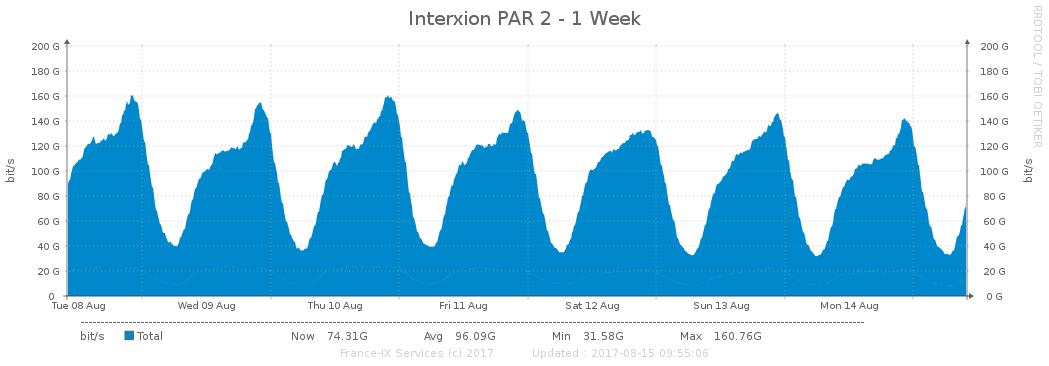 Interxion PAR 2 - 1 Week
RRDTOOL / TOBI OETIKER
200 G 200 G
180 G 180 G
160 G 160 G
140 G 140 G
120 G 120 G
100 G 100 G
80 G 80 G
60 G 60 G
40 G 40 G
20 G 20 G
0 0 G
bit/s bit/s
Tue 08 Aug Wed 09 Aug Thu 10 Aug Fri 11 Aug Sat 12 Aug Sun 13 Aug Mon 14 Aug
bit/s Total Now 74.31G Avg 96.09G Min 31.58G Max 160.76G
France-IX Services (c) 2017 Updated : 2017-08-15 09:55:06